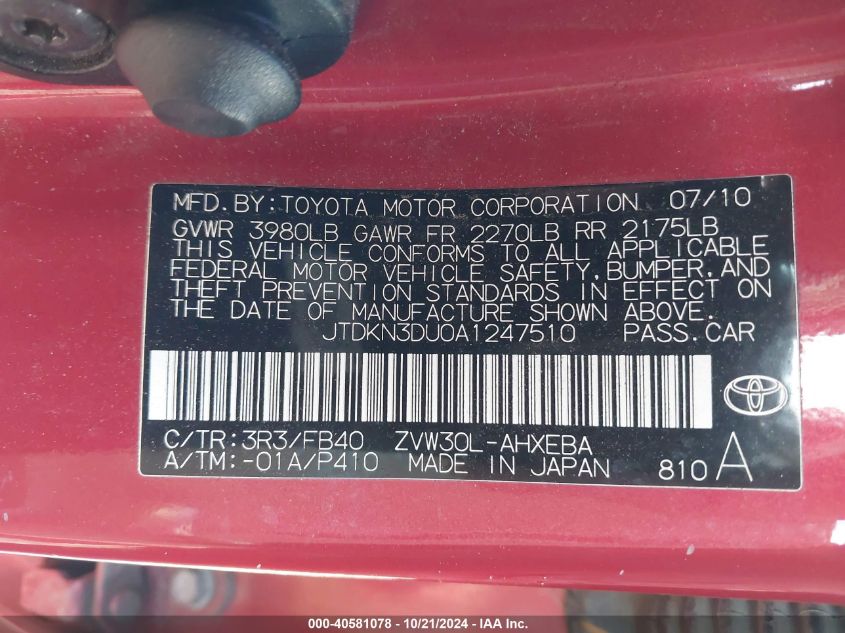 MFD. BY: TOYOTA MOTOR CORPORATION 07/10
GVWR 3980LB GAWR FR 2270LB RR 2175LB
THIS VEHICLE CONFORMS TO ALL APPLICABLE
FEDERAL MOTOR VEHICLE SAFETY, BUMPER, AND
THEFT PREVENTION STANDARDS IN EFFECT ON
THE DATE OF MANUFACTURE SHOWN ABOVE.
JTDKN3DU0A1247510 PASS. CAR
C/TR: 3R3/FB40 ZVW30L-AHXEBA
A/TM: -01A/P410 MADE IN JAPAN 810 A
000-40581078 - 10/21/2024 - SYNETIQ Ltd.